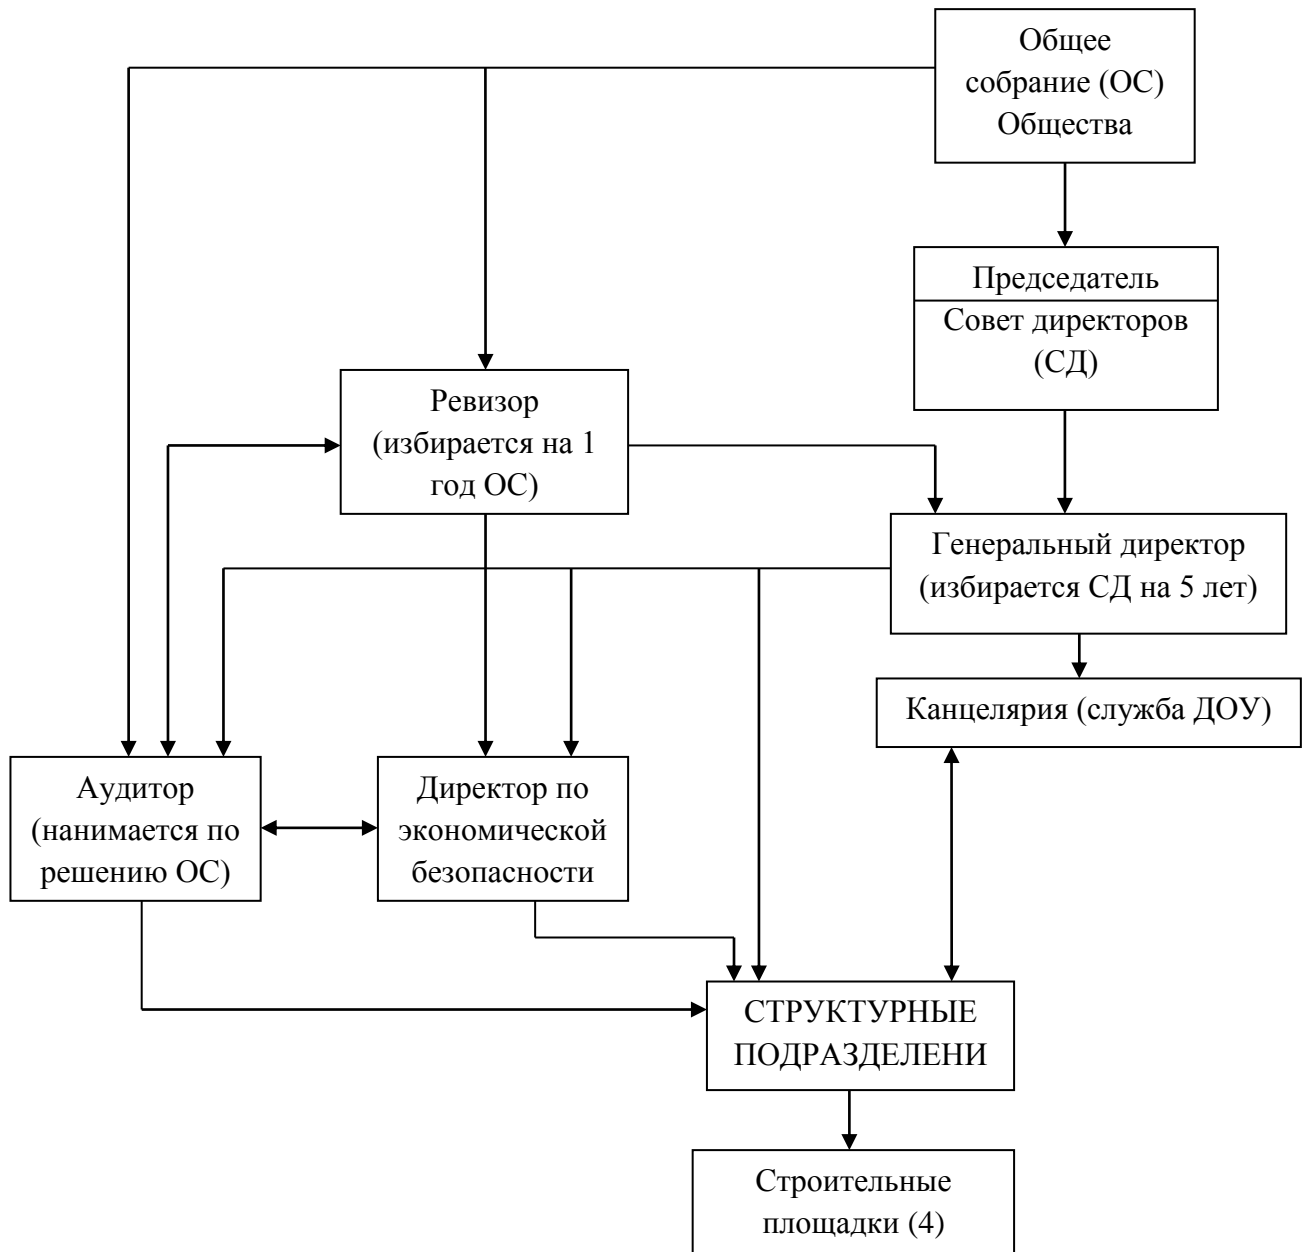 Общее
собрание (ОС)
Общества
Председатель
Совет директоров
(СД)
Ревизор
(избирается на 1
год ОС)
Генеральный директор
(избирается СД на 5 лет)
Канцелярия (служба ДОУ)
Аудитор
(нанимается по
решению ОС)
Директор по
экономической
безопасности
СТРУКТУРНЫЕ
ПОДРАЗДЕЛЕНИ
Строительные
площадки (4)